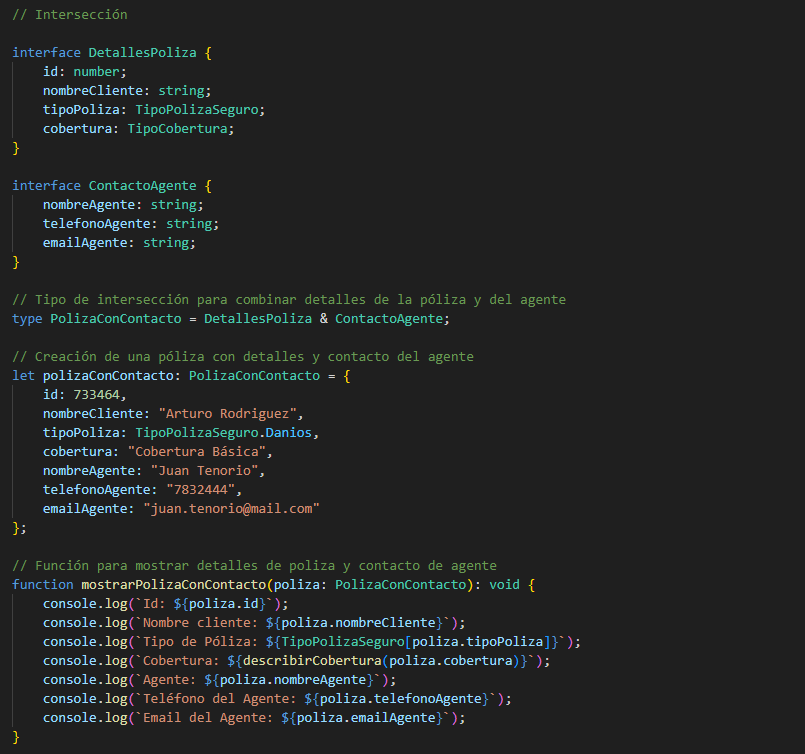 // Intersección
interface DetallesPoliza {
    id: number;
    nombreCliente: string;
    tipoPoliza: TipoPolizaSeguro;
    cobertura: TipoCobertura;
}
interface ContactoAgente {
    nombreAgente: string;
    telefonoAgente: string;
    emailAgente: string;
}
// Tipo de intersección para combinar detalles de la póliza y del agente
type PolizaConContacto = DetallesPoliza & ContactoAgente;
// Creación de una póliza con detalles y contacto del agente
let polizaConContacto: PolizaConContacto = {
    id: 733464,
    nombreCliente: "Arturo Rodriguez",
    tipoPoliza: TipoPolizaSeguro.Danios,
    cobertura: "Cobertura Básica",
    nombreAgente: "Juan Tenorio",
    telefonoAgente: "7832444",
    emailAgente: "juan.tenorio@mail.com"
};
// Función para mostrar detalles de poliza y contacto de agente
function mostrarPolizaConContacto(poliza: PolizaConContacto): void {
    console.log(`Id: ${poliza.id}`);
    console.log(`Nombre cliente: ${poliza.nombreCliente}`);
    console.log(`Tipo de Póliza: ${TipoPolizaSeguro[poliza.tipoPoliza]}`);
    console.log(`Cobertura: ${describirCobertura(poliza.cobertura)}`);
    console.log(`Agente: ${poliza.nombreAgente}`);
    console.log(`Teléfono del Agente: ${poliza.telefonoAgente}`);
    console.log(`Email del Agente: ${poliza.emailAgente}`);
}